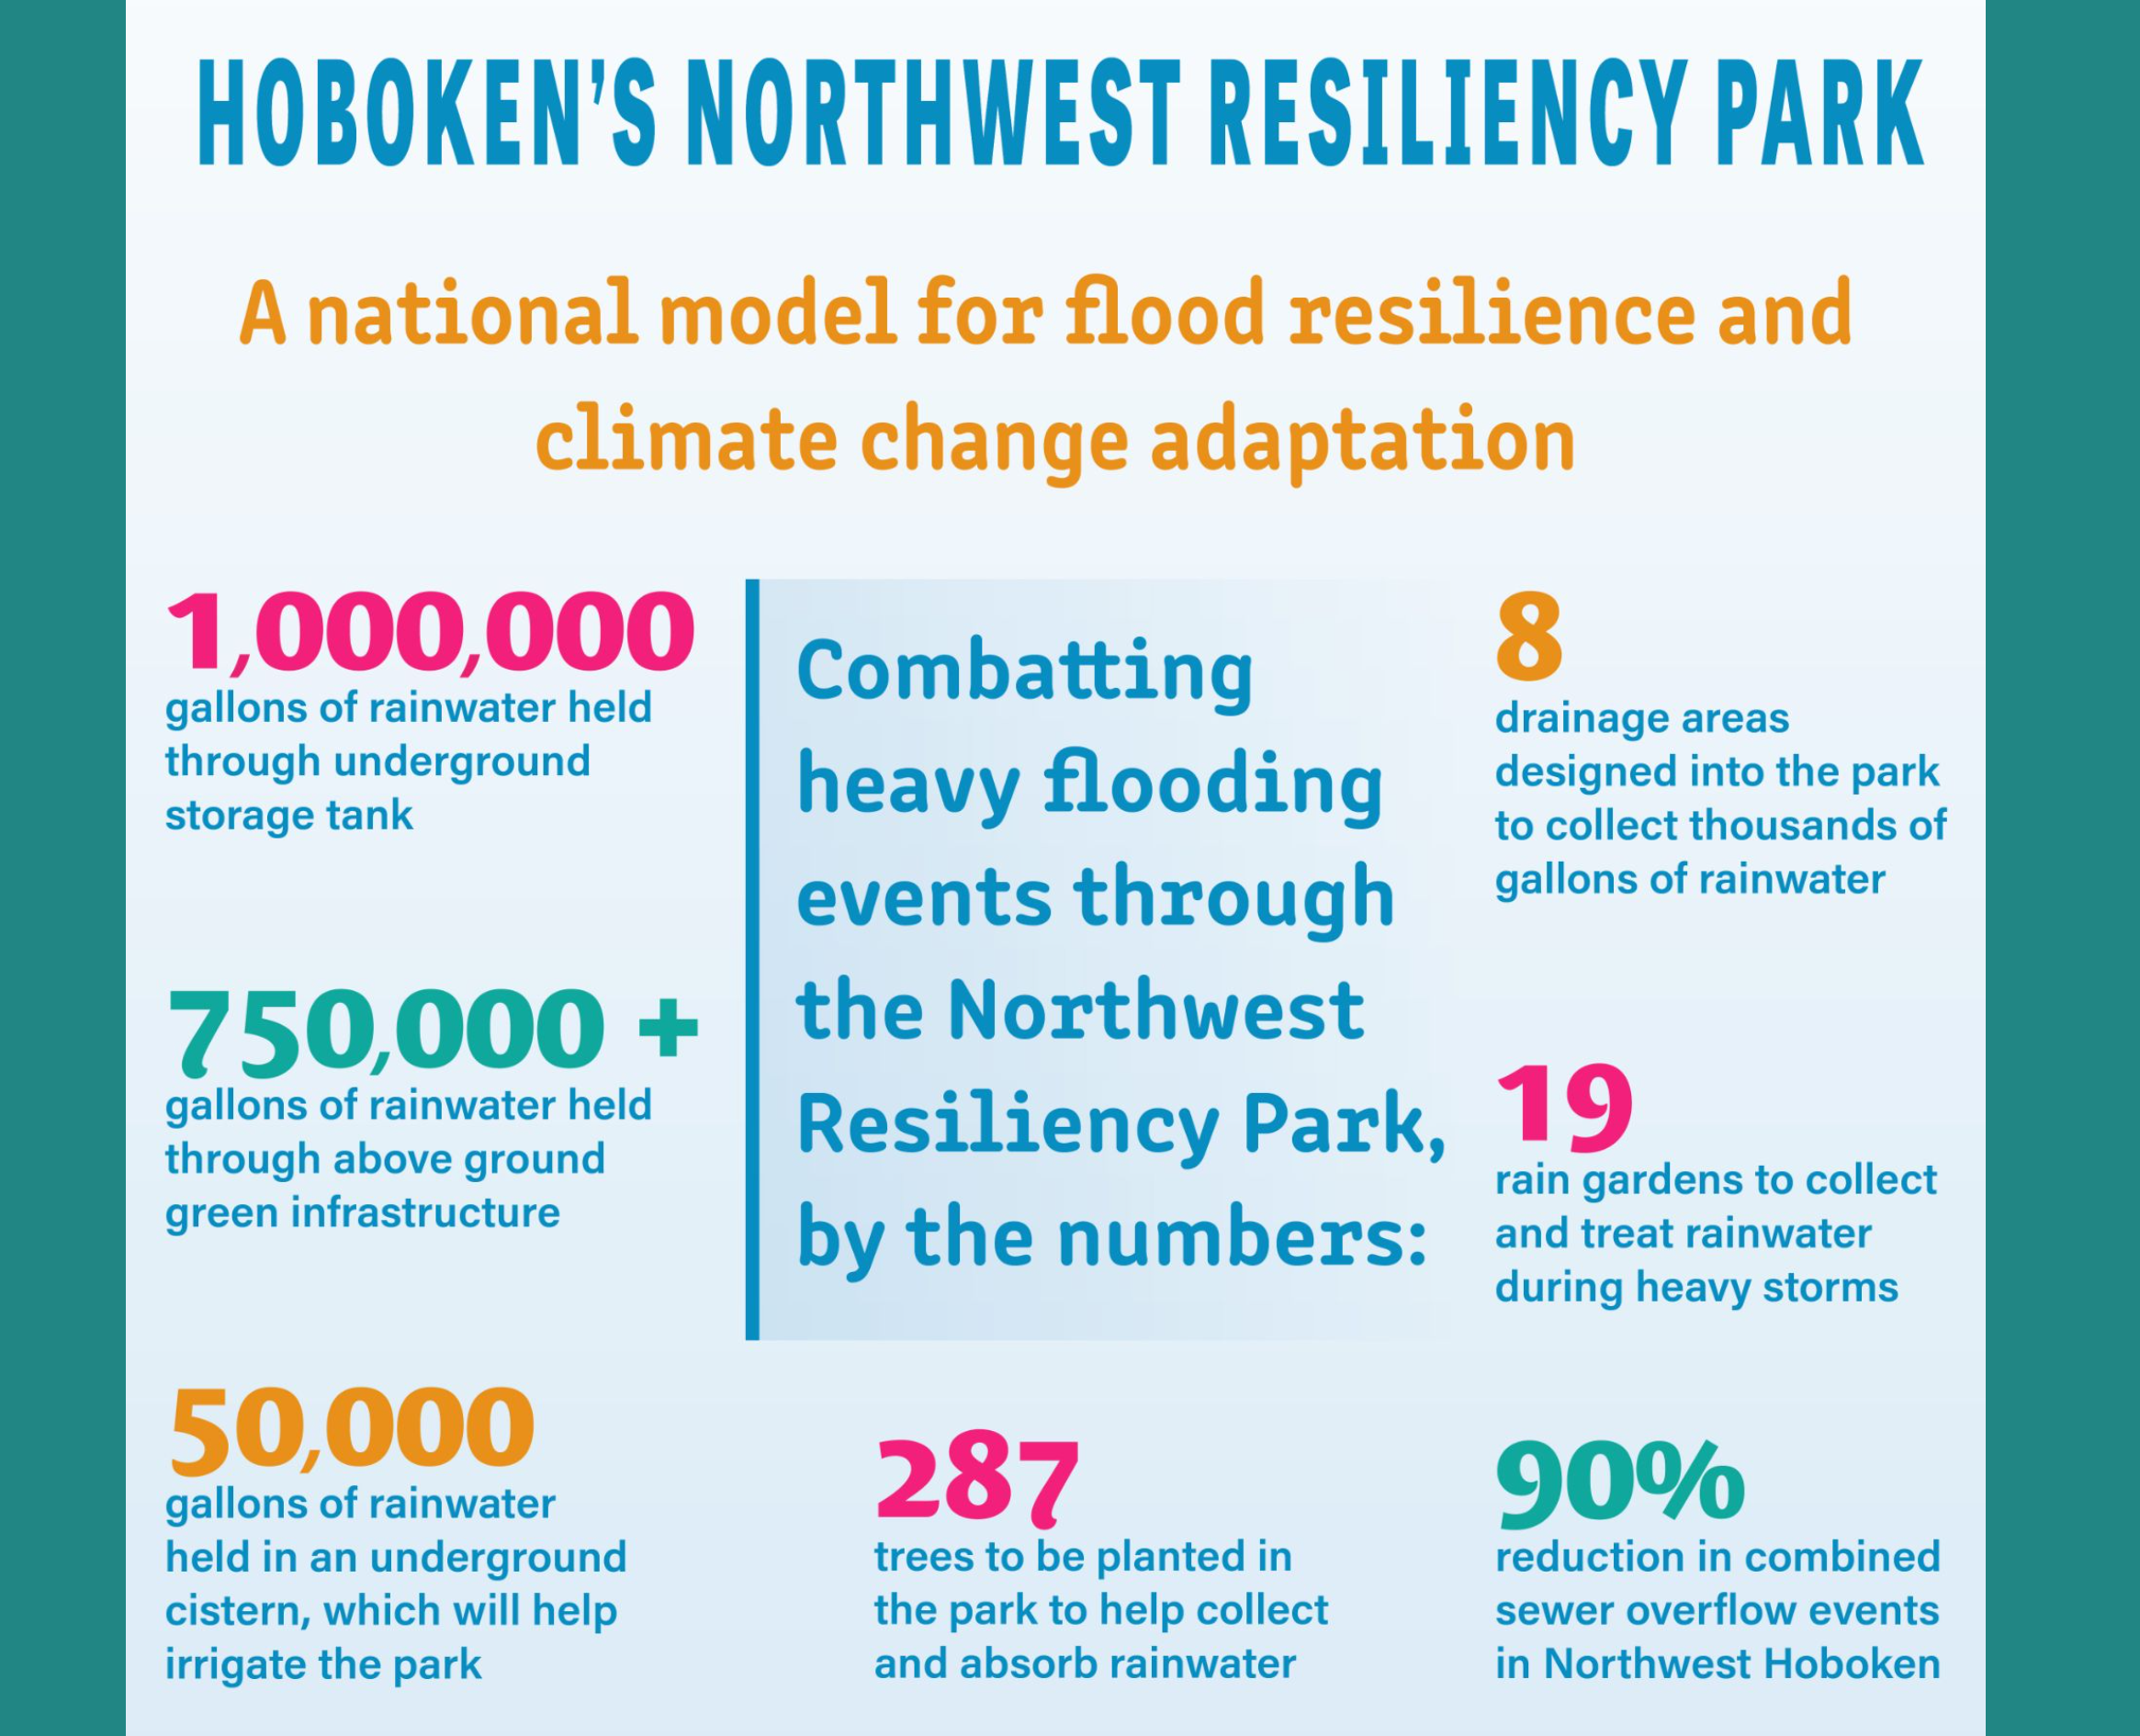 HOBOKEN'S NORTHWEST RESILIENCY PARK
A national model for flood resilience and
climate change adaptation
1,000,000
gallons of rainwater held
through underground
storage tank
750,000 +
gallons of rainwater held
through above ground
green infrastructure
50,000
gallons of rainwater
held in an underground
cistern, which will help
irrigate the park
Combatting
heavy flooding
events through
the Northwest
Resiliency Park,
by the numbers:
287
trees to be planted in
the park to help collect
and absorb rainwater
8
drainage areas
designed into the park
to collect thousands of
gallons of rainwater
19
rain gardens to collect
and treat rainwater
during heavy storms
90%
reduction in combined
sewer overflow events
in Northwest Hoboken